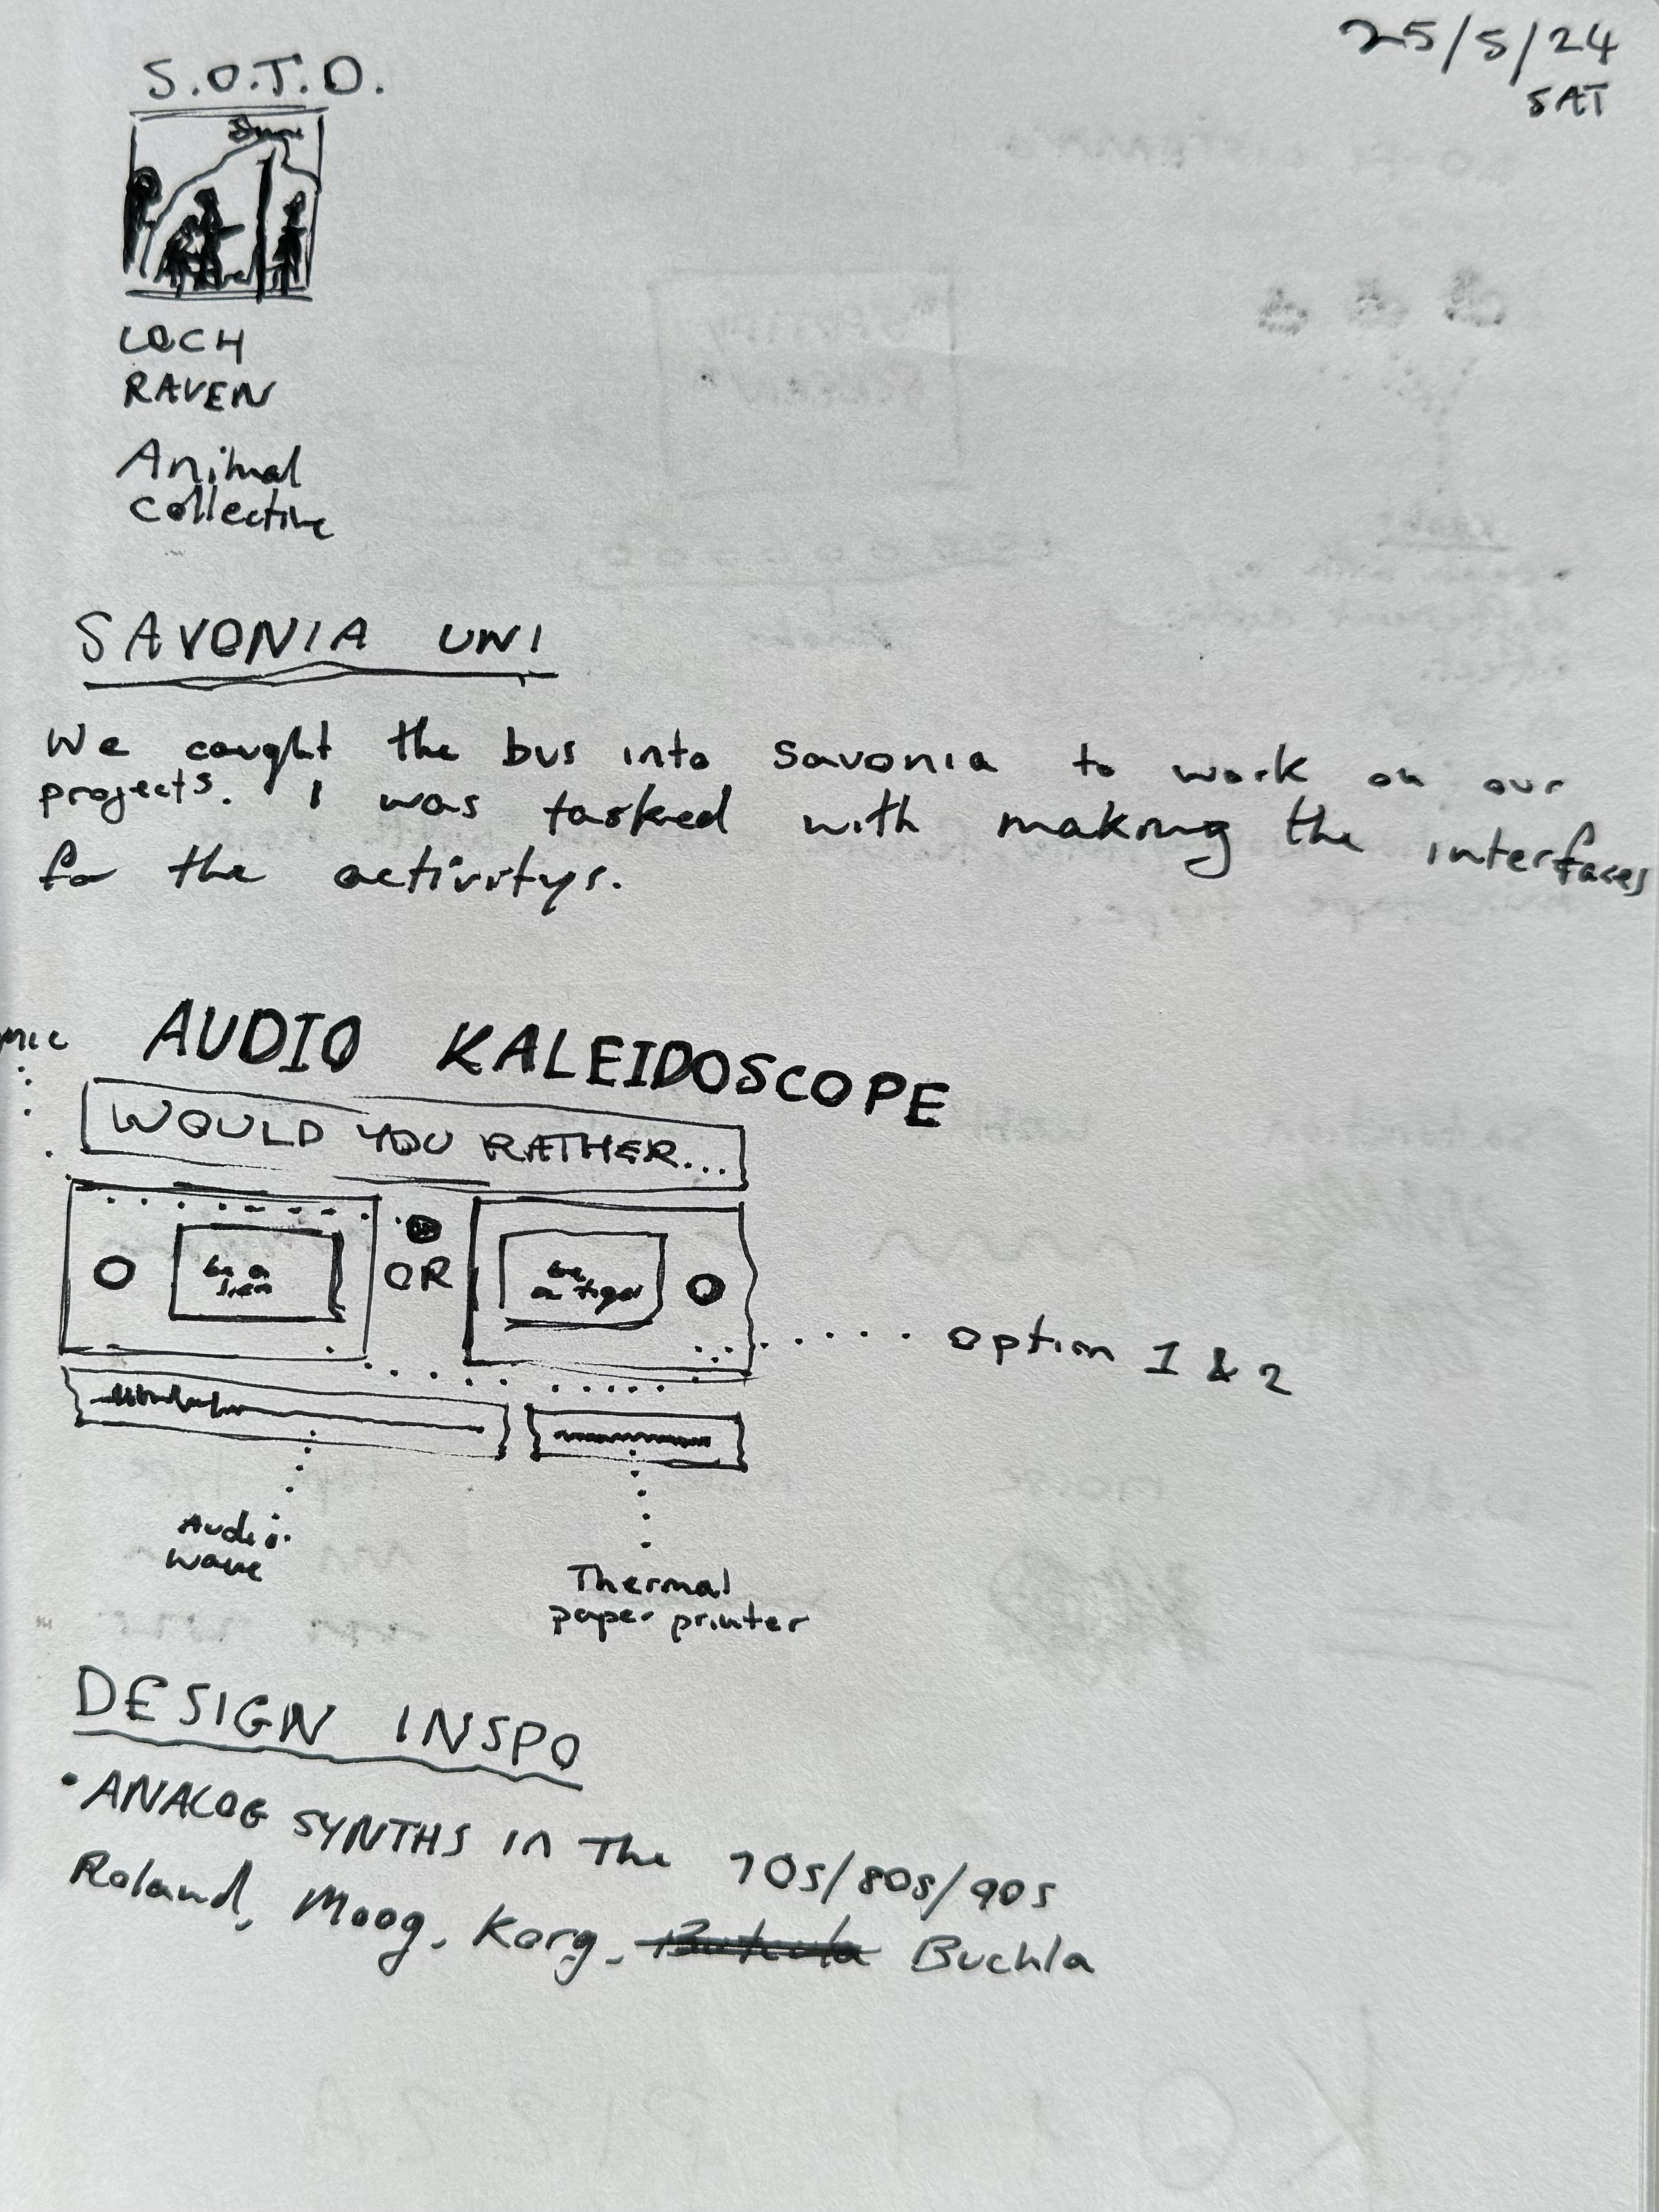 25/5/24
SAT
S.O.T.D.
LOCH
RAVEN
Animal
Collective
SAVONIA UNI
We caught the bus into Savonia to work on our
projects. I was tasked with making the interfaces
for the activitys.
MIC
AUDIO KALEIDOSCOPE
WOULD YOU RATHER...
be a
lion
OR
be
a tiger
Option 1 & 2
Audio
wave
Thermal
paper printer
DESIGN INSPO
• ANALOG SYNTHS in The 70s/80s/90s
Roland, Moog, Korg, Buchla